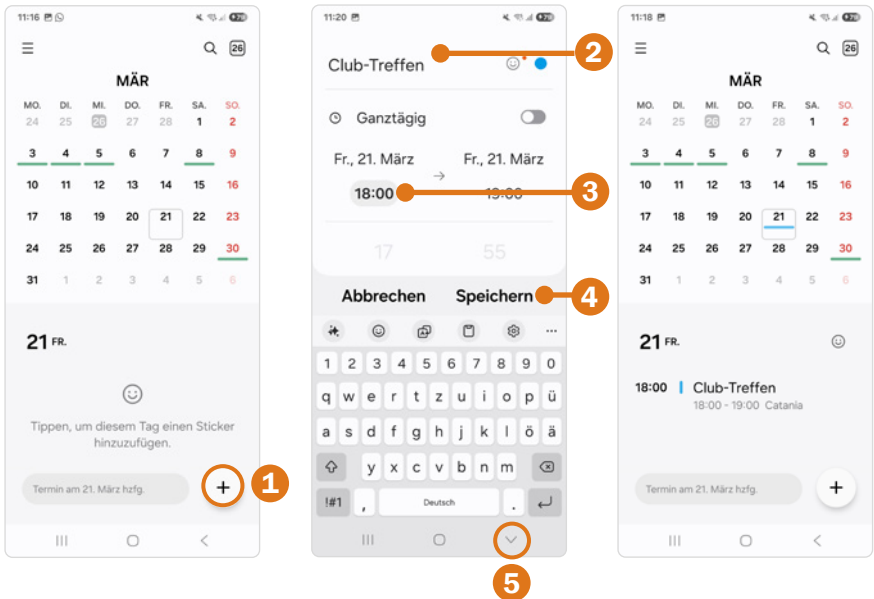 11:16
26
MÄR
MO. DI. MI. DO. FR. SA. SO.
24 25 26 27 28 1 2
3 4 5 6 7 8 9
10 11 12 13 14 15 16
17 18 19 20 21 22 23
24 25 26 27 28 29 30
31 1 2 3 4 5 6
21 FR.
Tippen, um diesem Tag einen Sticker
hinzuzufügen.
Termin am 21. März hzfg.
+
1
11:20
Club-Treffen
2
Ganztägig
Fr., 21. März → Fr., 21. März
18:00 19:00
3
17 55
Abbrechen Speichern
4
1 2 3 4 5 6 7 8 9 0
q w e r t z u i o p ü
a s d f g h j k l ö ä
y x c v b n m
!#1 , Deutsch .
5
11:18
26
MÄR
MO. DI. MI. DO. FR. SA. SO.
24 25 26 27 28 1 2
3 4 5 6 7 8 9
10 11 12 13 14 15 16
17 18 19 20 21 22 23
24 25 26 27 28 29 30
31 1 2 3 4 5 6
21 FR.
18:00 Club-Treffen
18:00 - 19:00 Catania
Termin am 21. März hzfg.
+